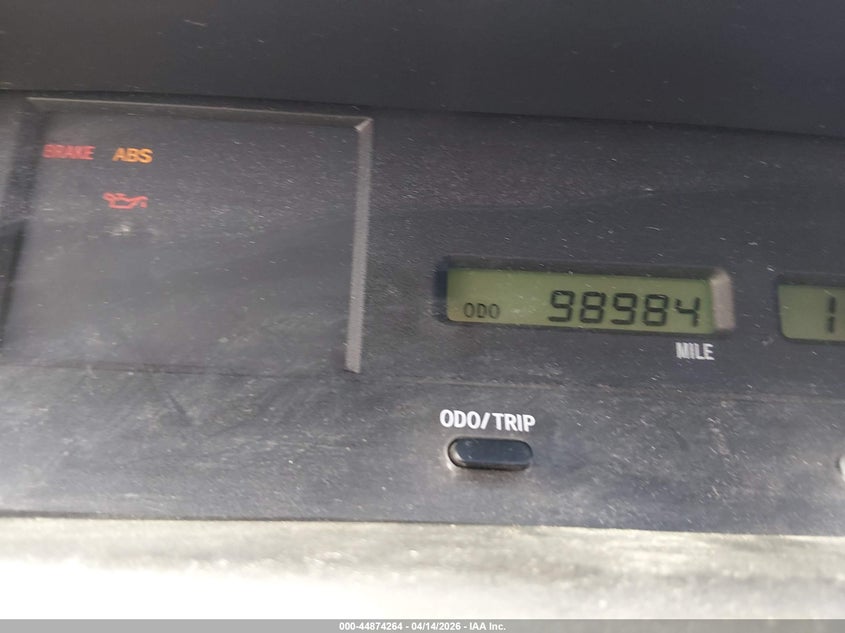 BRAKE ABS
ODO 98984
MILE
1
ODO/TRIP
000-44874264 - 04/14/2026 - IAA Inc.